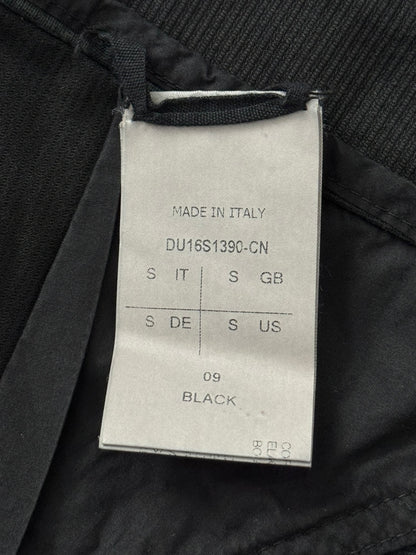 MADE IN ITALY
DU16S1390-CN
S IT S GB
S DE S US
09
BLACK